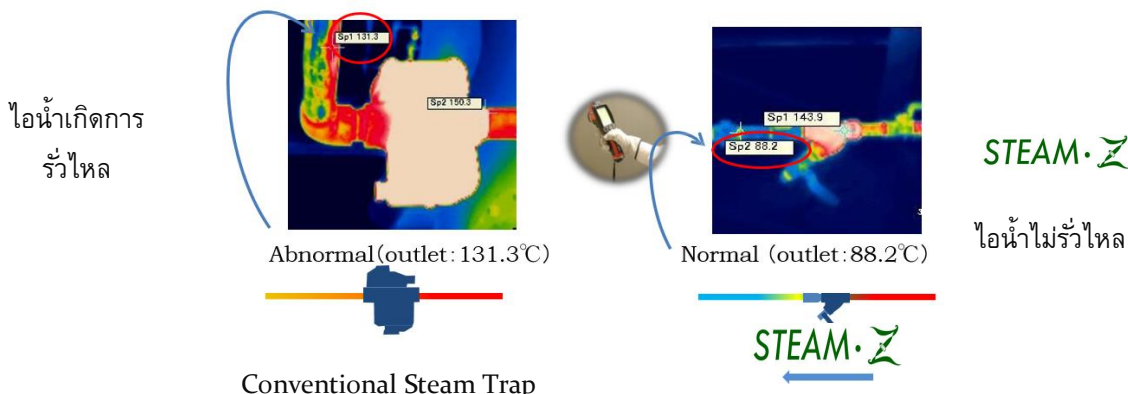 Sp1 131.3
Sp2 150.3
ไอน้ำเกิดการ
รั่วไหล
Sp1 143.9
Sp2 88.2
STEAM·Z
ไอน้ำไม่รั่วไหล
3
Abnormal(outlet:131.3℃)
Normal (outlet:88.2℃)
STEAM·Z
Conventional Steam Trap